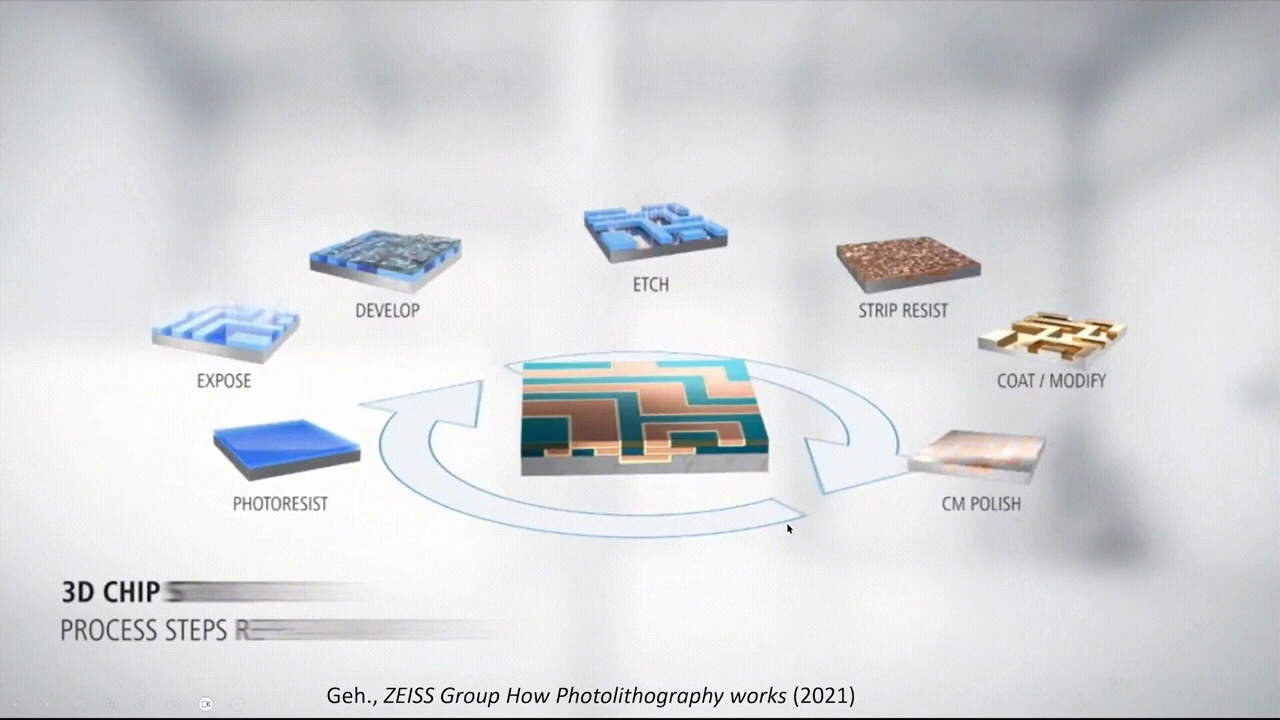 ETCH
DEVELOP
STRIP RESIST
EXPOSE
COAT / MODIFY
PHOTORESIST
CM POLISH
3D CHIP
PROCESS STEPS
Geh., ZEISS Group How Photolithography works (2021)